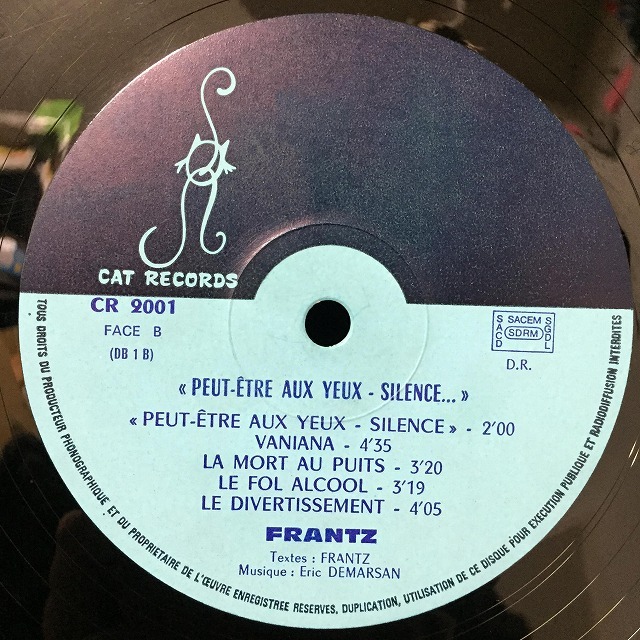 CAT RECORDS
CR 2001
FACE B
(DB 1 B)
SACEM
SACD
SDRM
SGDL
D.R.
« PEUT-ÊTRE AUX YEUX - SILENCE... »
« PEUT-ÊTRE AUX YEUX - SILENCE » - 2'00
VANIANA - 4'35
LA MORT AU PUITS - 3'20
LE FOL ALCOOL - 3'19
LE DIVERTISSEMENT - 4'05
FRANTZ
Textes : FRANTZ
Musique : Eric DEMARSAN
TOUS DROITS DU PRODUCTEUR PHONOGRAPHIQUE ET DU PROPRIETAIRE DE L'ŒUVRE ENREGISTREE RESERVES, DUPLICATION, UTILISATION DE CE DISQUE POUR EXECUTION PUBLIQUE ET RADIODIFFUSION INTERDITES